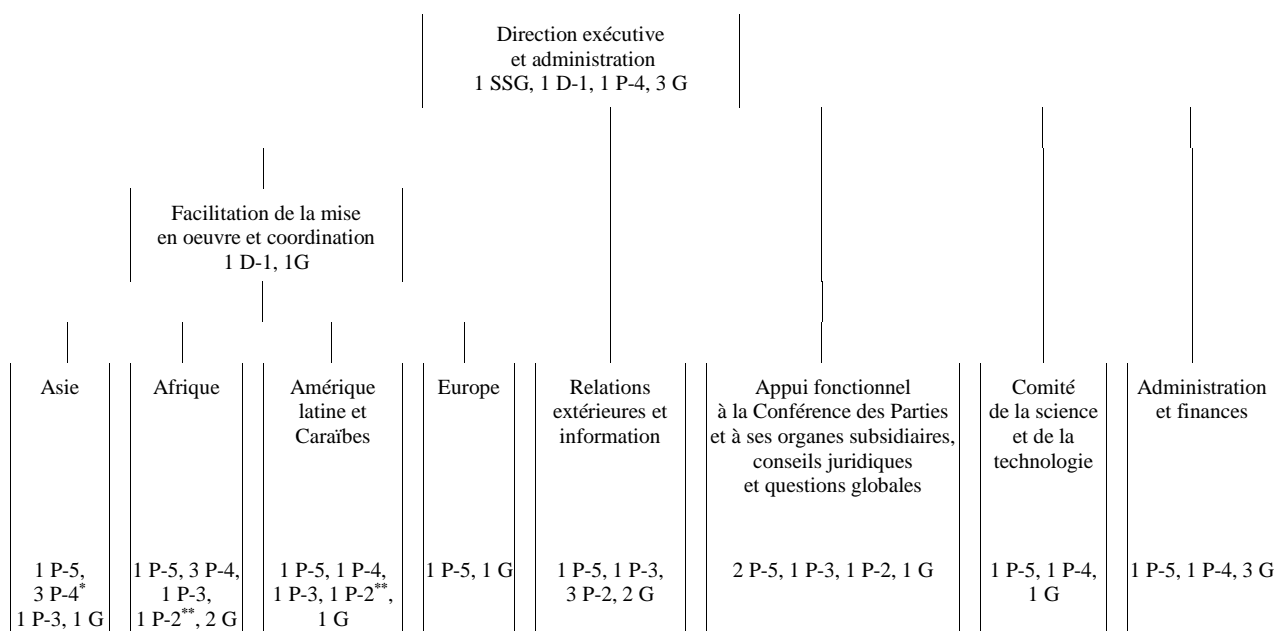 Direction exécutive
et administration
1 SSG, 1 D-1, 1 P-4, 3 G
Facilitation de la mise
en oeuvre et coordination
1 D-1, 1G
Asie
1 P-5,
3 P-4*
1 P-3, 1 G
Afrique
1 P-5, 3 P-4,
1 P-3,
1 P-2**, 2 G
Amérique
latine et
Caraïbes
1 P-5, 1 P-4,
1 P-3, 1 P-2**,
1 G
Europe
1 P-5, 1 G
Relations
extérieures et
information
1 P-5, 1 P-3,
3 P-2, 2 G
Appui fonctionnel
à la Conférence des Parties
et à ses organes subsidiaires,
conseils juridiques
et questions globales
2 P-5, 1 P-3, 1 P-2, 1 G
Comité
de la science
et de la
technologie
1 P-5, 1 P-4,
1 G
Administration
et finances
1 P-5, 1 P-4, 3 G